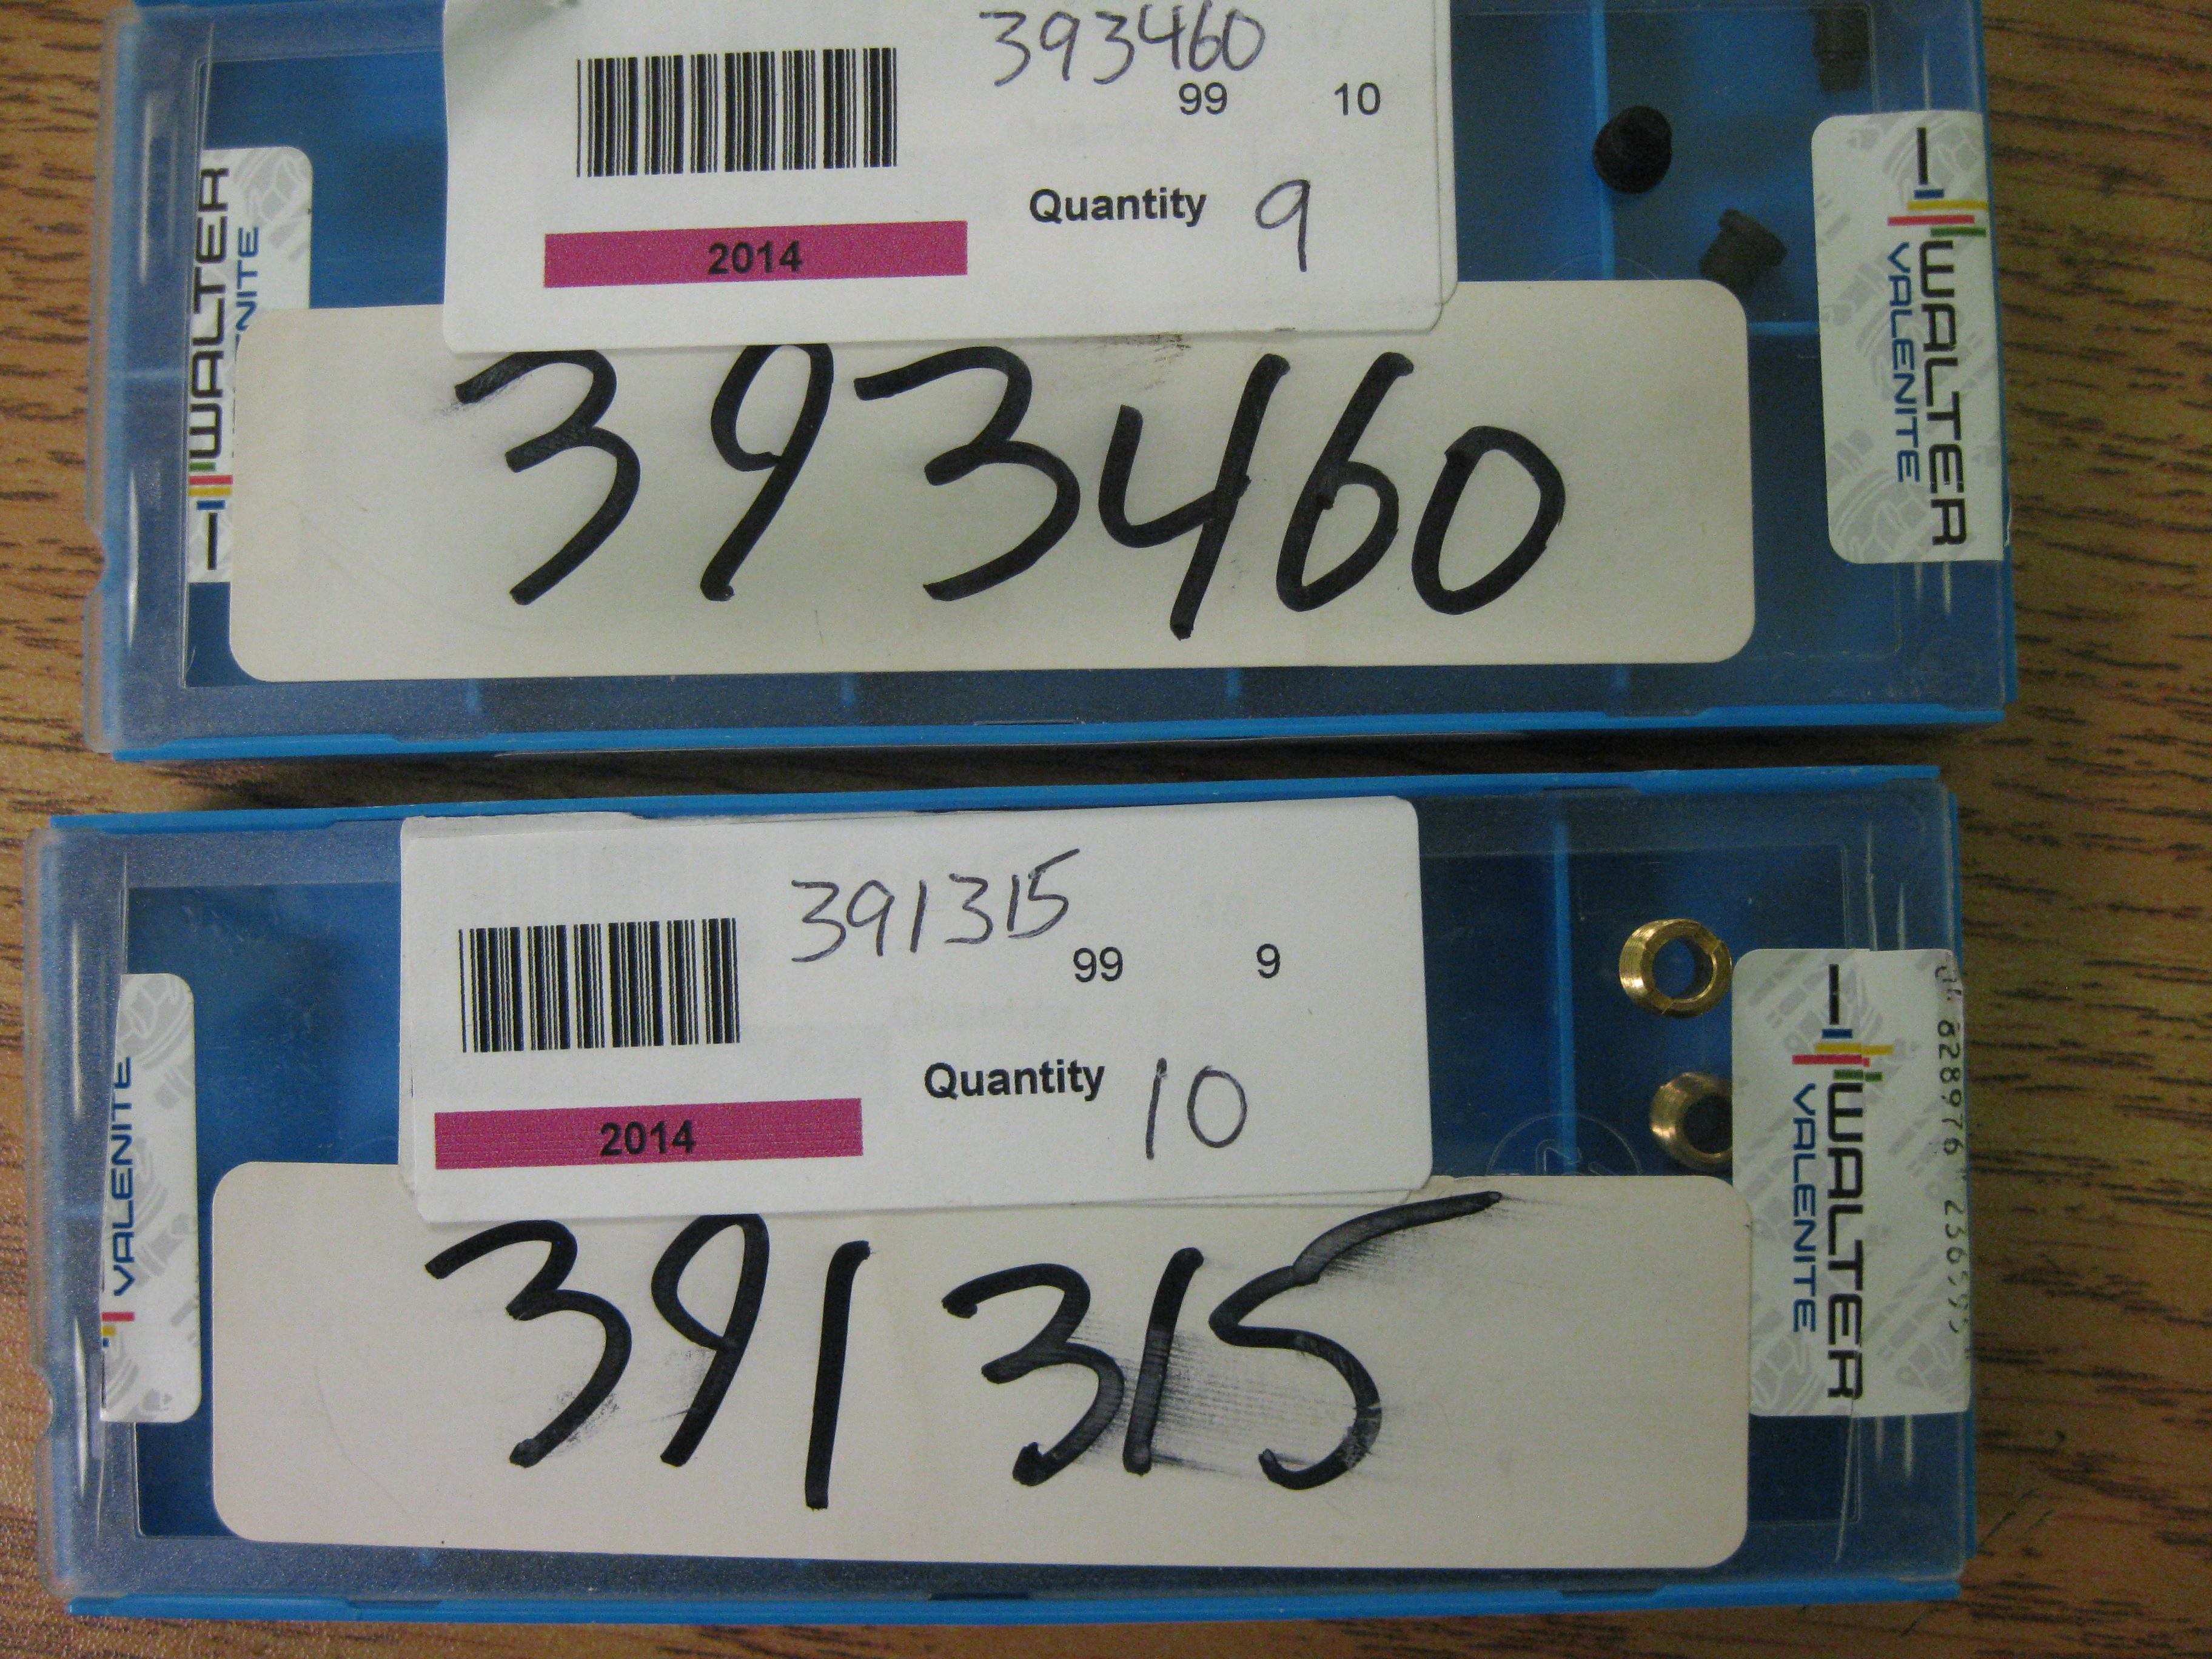 393460
99 10
Quantity 9
2014
WALTER
NITE
393460
WALTER
VALENITE
391315
99 9
Quantity 10
2014
VALENITE
391315
WALTER
VALENITE